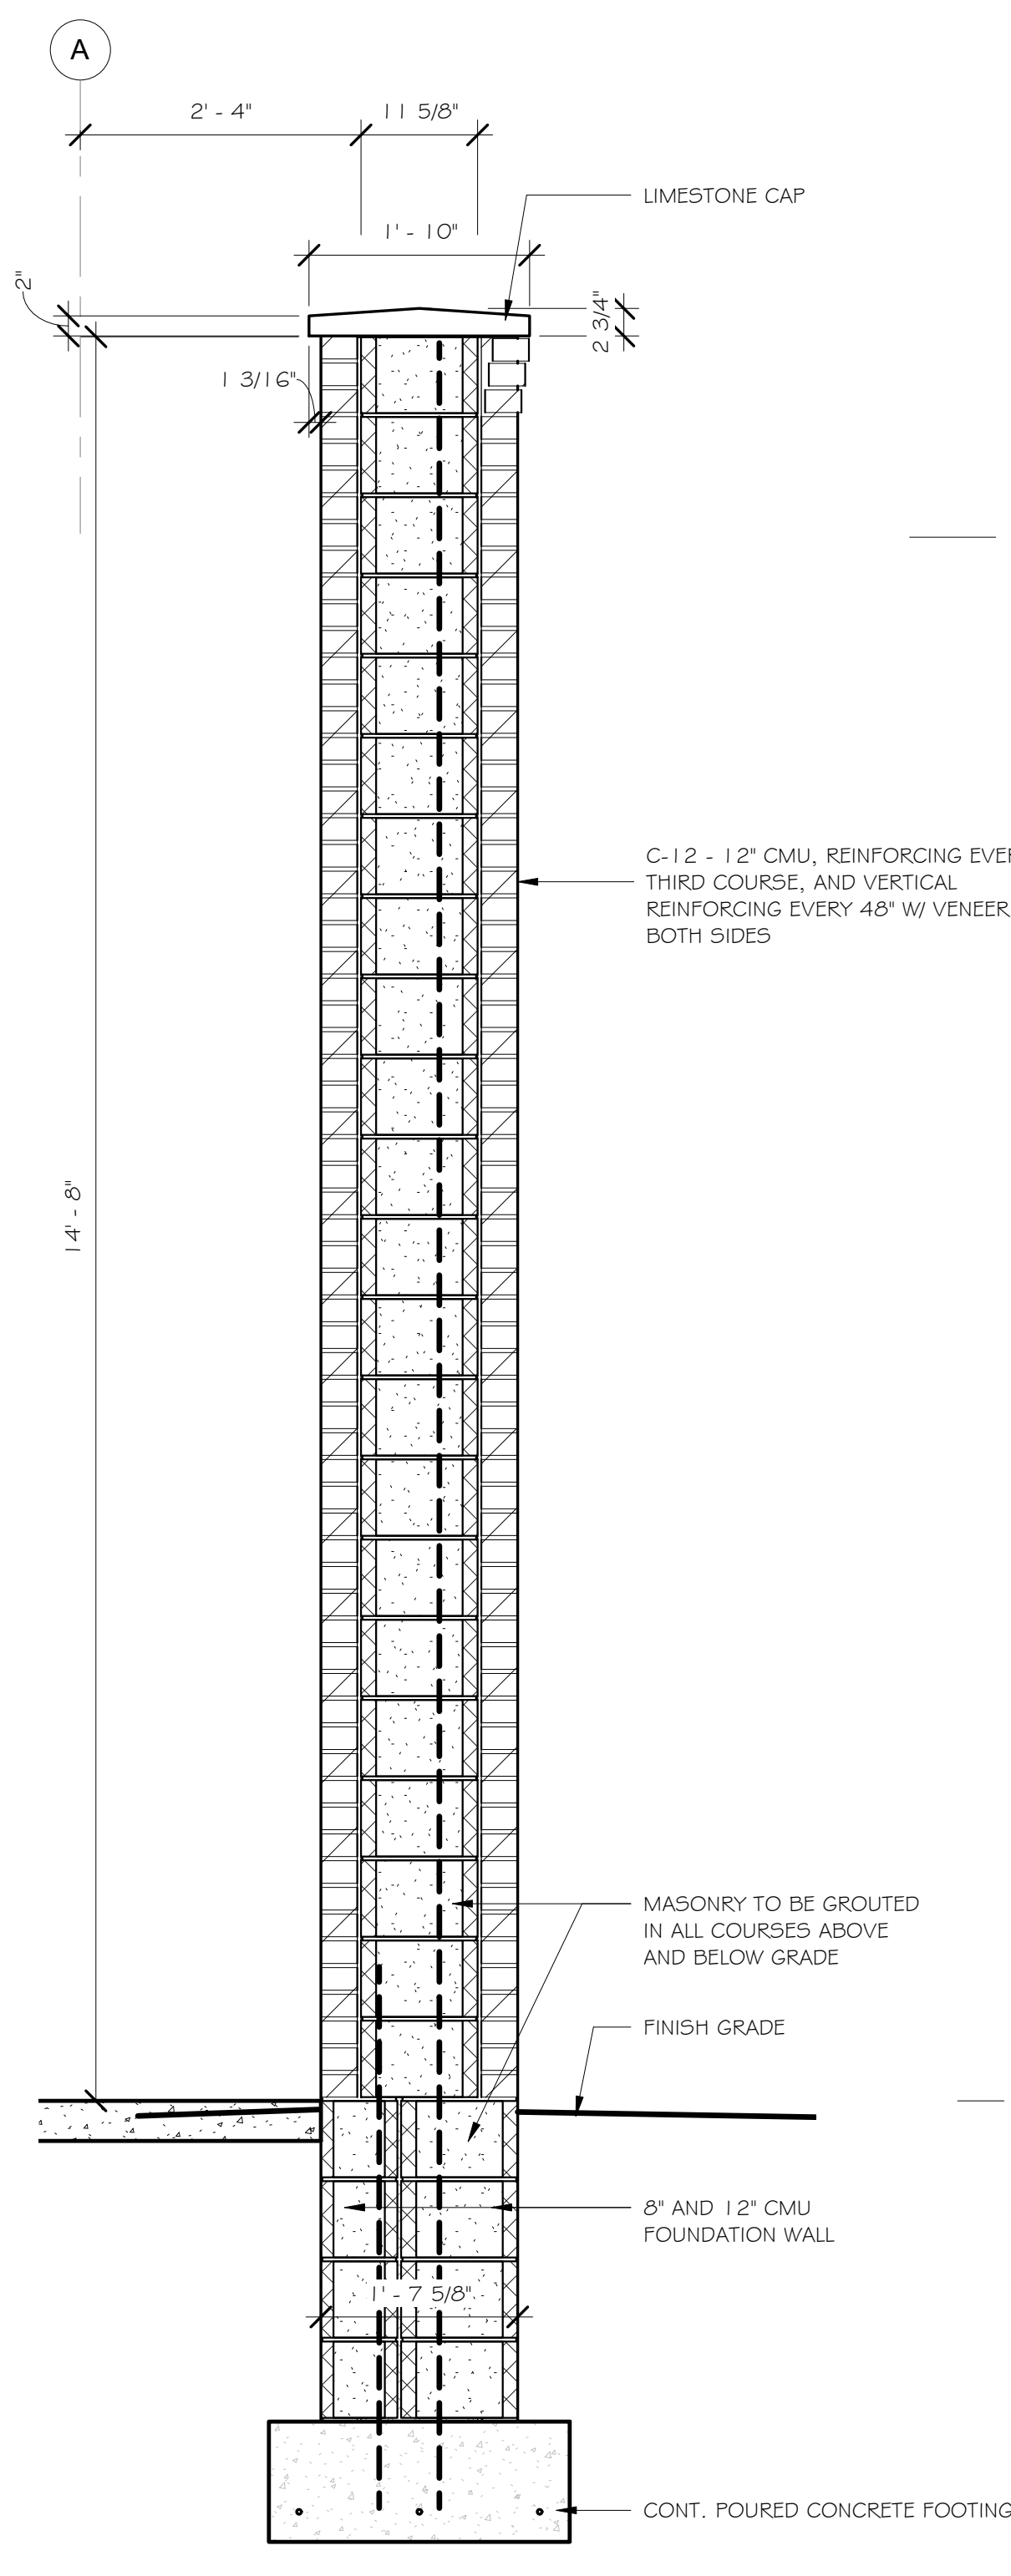 A
2' - 4"
11 5/8"
LIMESTONE CAP
1' - 10"
2"
2 3/4"
1 3/16"
C-12 - 12" CMU, REINFORCING EVER
THIRD COURSE, AND VERTICAL
REINFORCING EVERY 48" W/ VENEER
BOTH SIDES
14' - 8"
MASONRY TO BE GROUTED
IN ALL COURSES ABOVE
AND BELOW GRADE
FINISH GRADE
8" AND 12" CMU
FOUNDATION WALL
1' - 7 5/8"
CONT. POURED CONCRETE FOOTING